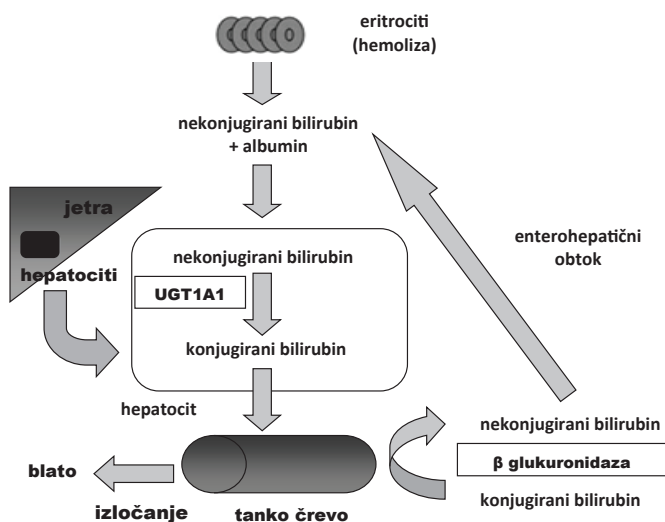 eritrociti
(hemoliza)
nekonjugirani bilirubin
+ albumin
jetra
hepatociti
enterohepatični
obtok
nekonjugirani bilirubin
UGT1A1
konjugirani bilirubin
hepatocit
nekonjugirani bilirubin
β glukuronidaza
konjugirani bilirubin
blato
izločanje
tanko črevo